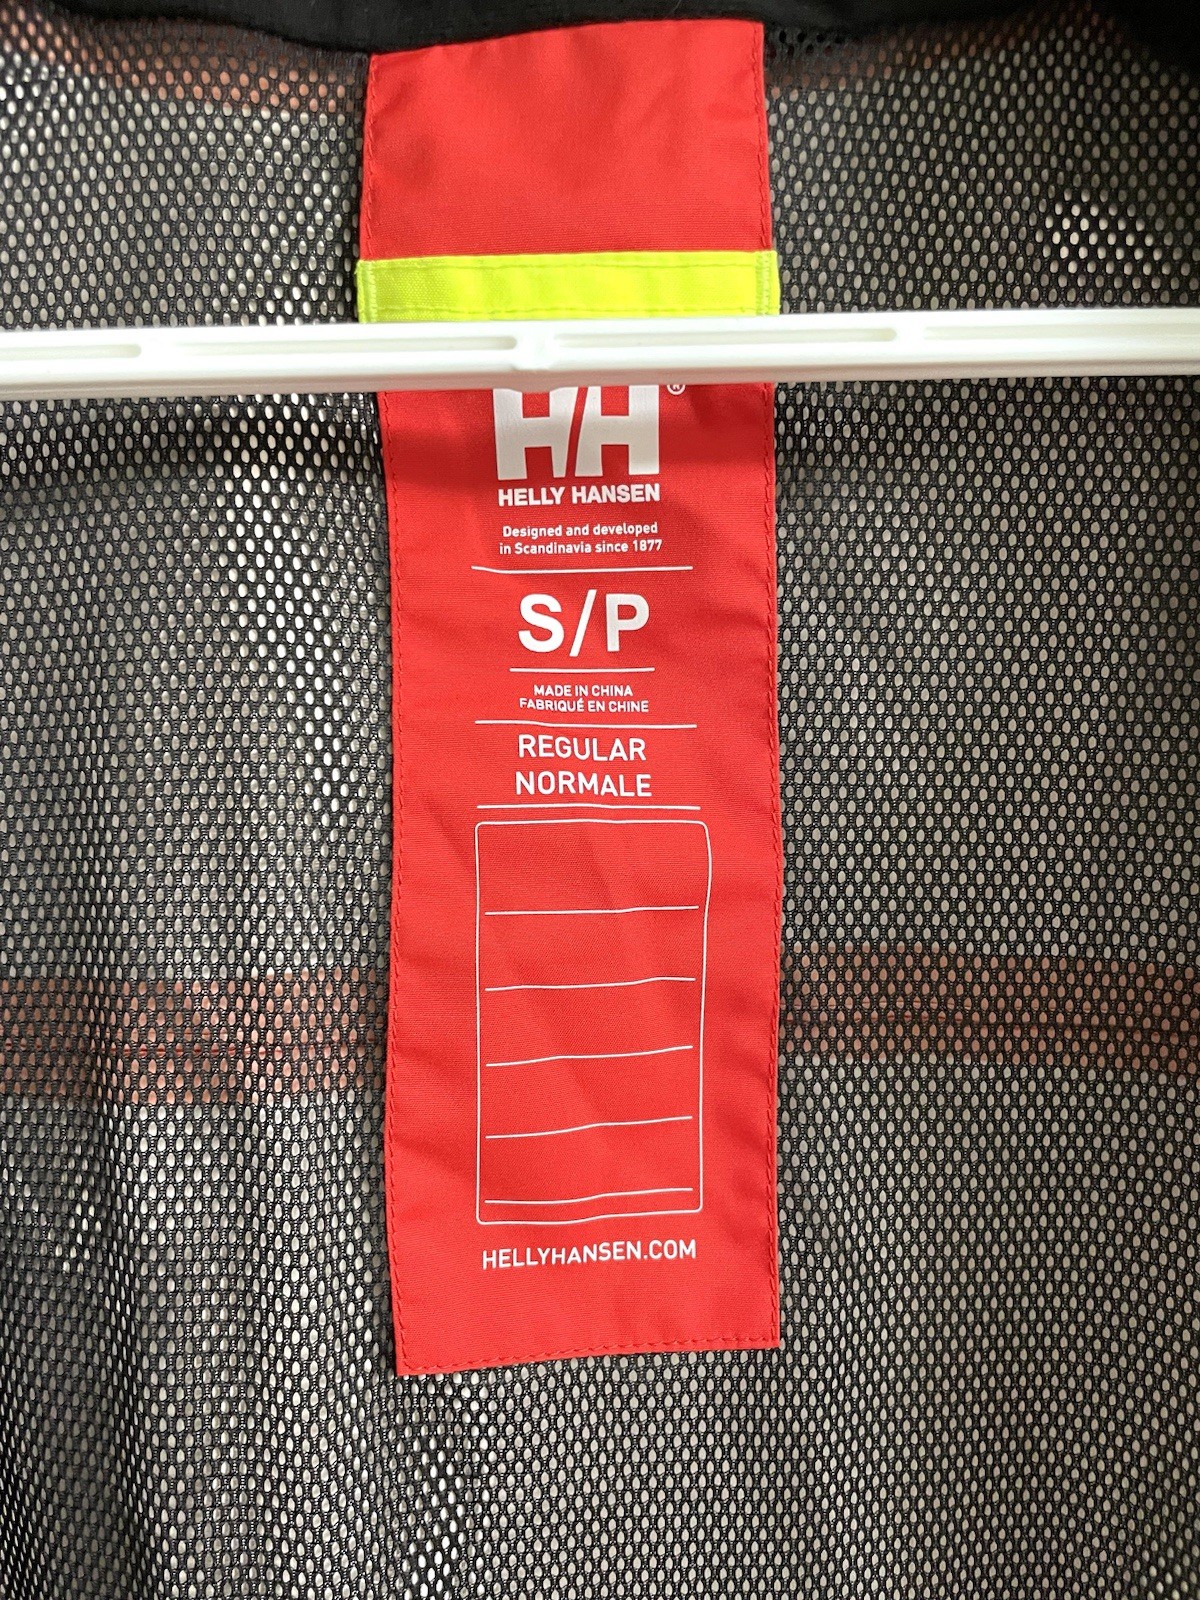 HH®
HELLY HANSEN
Designed and developed
in Scandinavia since 1877
S/P
MADE IN CHINA
FABRIQUÉ EN CHINE
REGULAR
NORMALE
HELLYHANSEN.COM